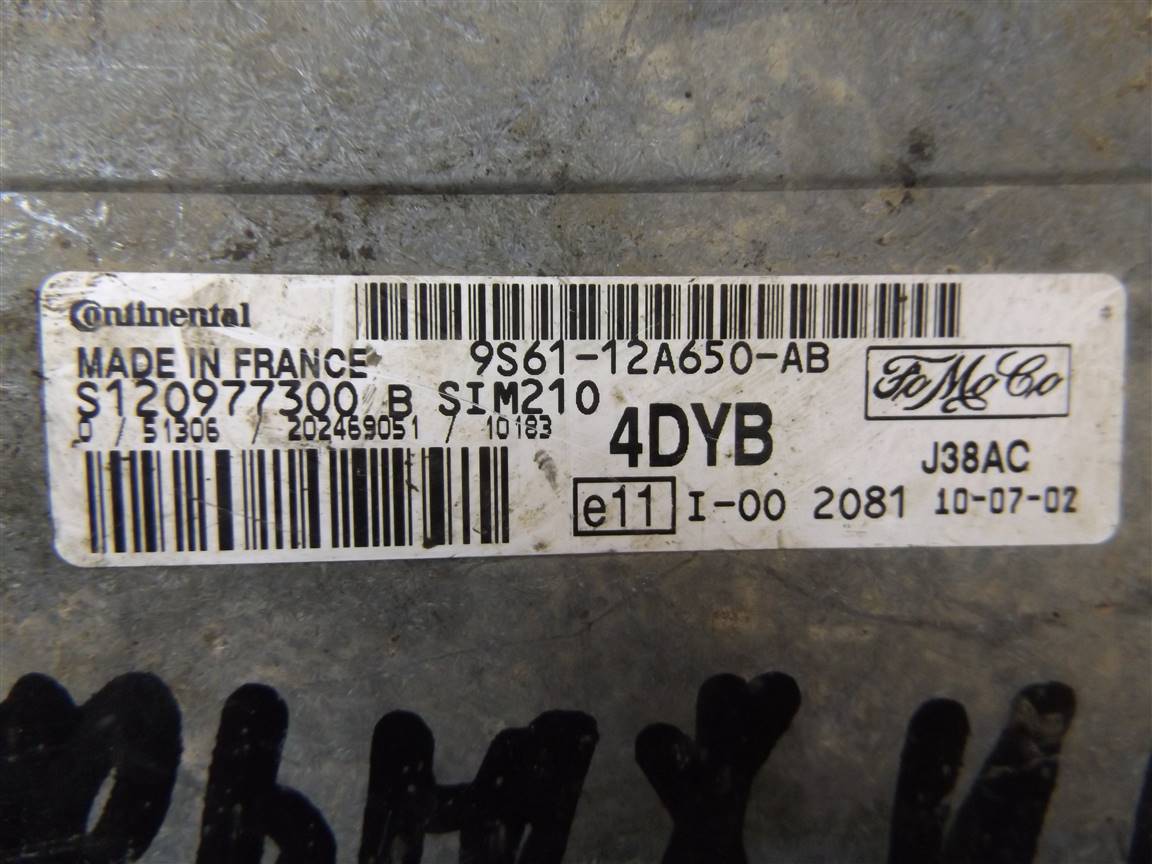 Continental
MADE IN FRANCE 9S61-12A650-AB
FoMoCo
S120977300 B SIM210
0 / 51306 / 202469051 / 10183
4DYB
J38AC
e11 I-00 2081 10-07-02